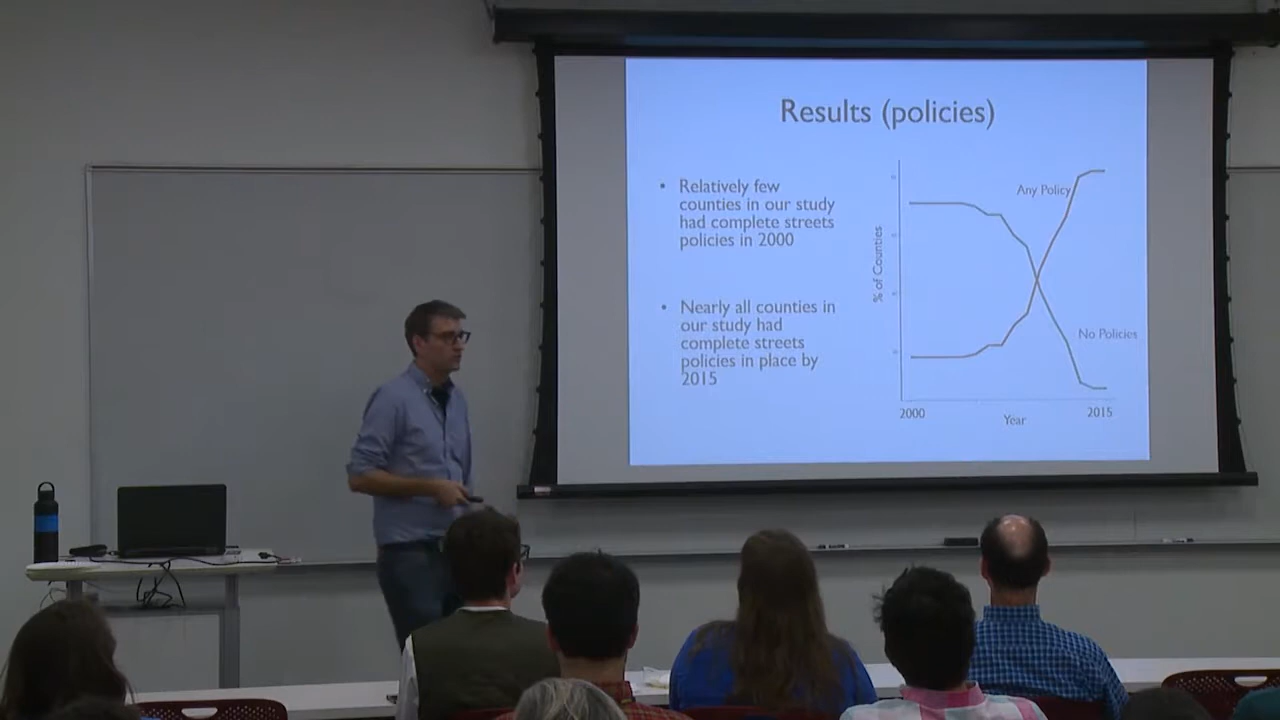 Results (policies)
• Relatively few
counties in our study
had complete streets
policies in 2000
• Nearly all counties in
our study had
complete streets
policies in place by
2015
Any Policy
% of Counties
No Policies
2000
2015
Year